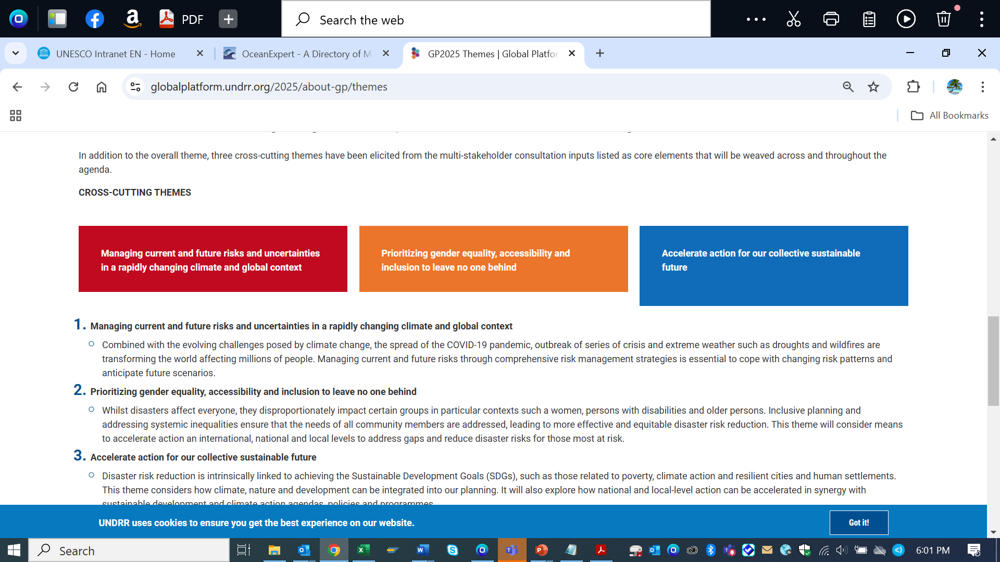 PDF
Search the web
UNESCO Intranet EN - Home
OceanExpert - A Directory of M
GP2025 Themes | Global Platfor
globalplatform.undrr.org/2025/about-gp/themes
All Bookmarks
In addition to the overall theme, three cross-cutting themes have been elicited from the multi-stakeholder consultation inputs listed as core elements that will be weaved across and throughout the
agenda.
CROSS-CUTTING THEMES
Managing current and future risks and uncertainties
in a rapidly changing climate and global context
Prioritizing gender equality, accessibility and
inclusion to leave no one behind
Accelerate action for our collective sustainable
future
1. Managing current and future risks and uncertainties in a rapidly changing climate and global context
Combined with the evolving challenges posed by climate change, the spread of the COVID-19 pandemic, outbreak of series of crisis and extreme weather such as droughts and wildfires are
transforming the world affecting millions of people. Managing current and future risks through comprehensive risk management strategies is essential to cope with changing risk patterns and
anticipate future scenarios.
2. Prioritizing gender equality, accessibility and inclusion to leave no one behind
Whilst disasters affect everyone, they disproportionately impact certain groups in particular contexts such a women, persons with disabilities and older persons. Inclusive planning and
addressing systemic inequalities ensure that the needs of all community members are addressed, leading to more effective and equitable disaster risk reduction. This theme will consider means
to accelerate action an international, national and local levels to address gaps and reduce disaster risks for those most at risk.
3. Accelerate action for our collective sustainable future
Disaster risk reduction is intrinsically linked to achieving the Sustainable Development Goals (SDGs), such as those related to poverty, climate action and resilient cities and human settlements.
This theme considers how climate, nature and development can be integrated into our planning. It will also explore how national and local-level action can be accelerated in synergy with
sustainable development and climate action agendas, policies and programmes.
UNDRR uses cookies to ensure you get the best experience on our website.
Got it!
Search
6:01 PM